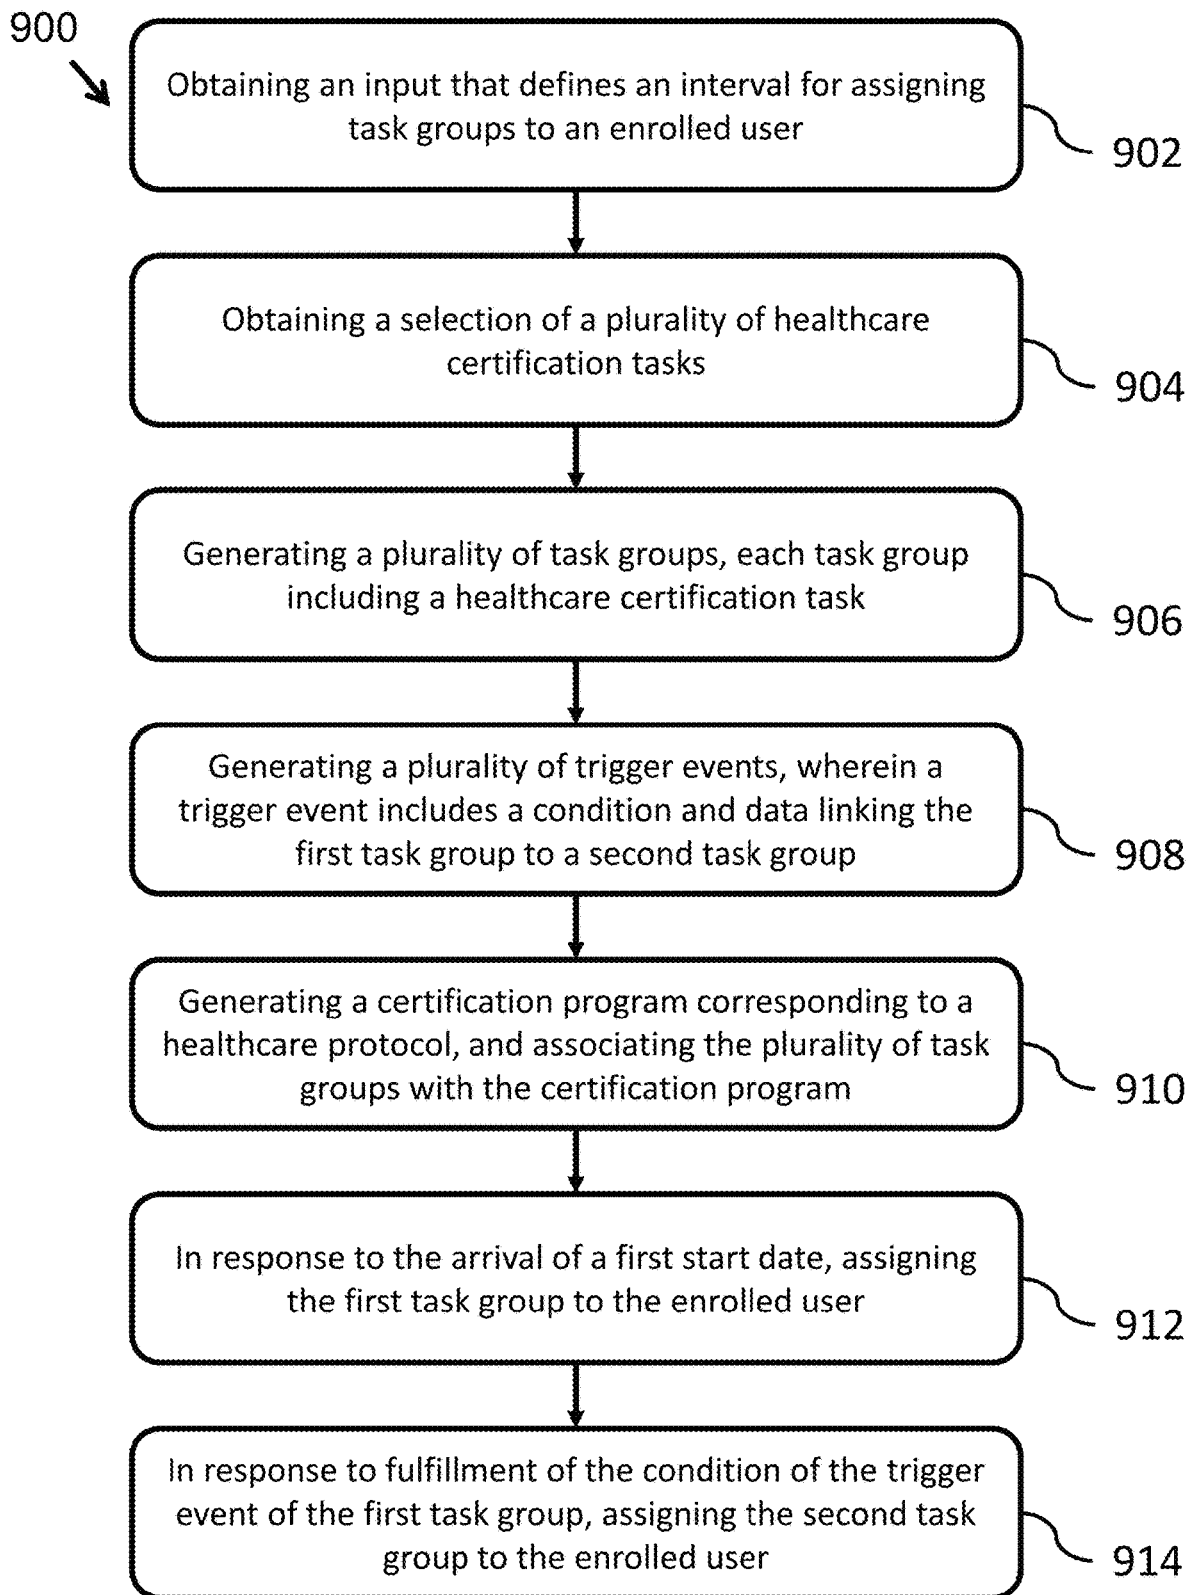 900
Obtaining an input that defines an interval for assigning
task groups to an enrolled user
902
Obtaining a selection of a plurality of healthcare
certification tasks
904
Generating a plurality of task groups, each task group
including a healthcare certification task
906
Generating a plurality of trigger events, wherein a
trigger event includes a condition and data linking the
first task group to a second task group
908
Generating a certification program corresponding to a
healthcare protocol, and associating the plurality of task
groups with the certification program
910
In response to the arrival of a first start date, assigning
the first task group to the enrolled user
912
In response to fulfillment of the condition of the trigger
event of the first task group, assigning the second task
group to the enrolled user
914